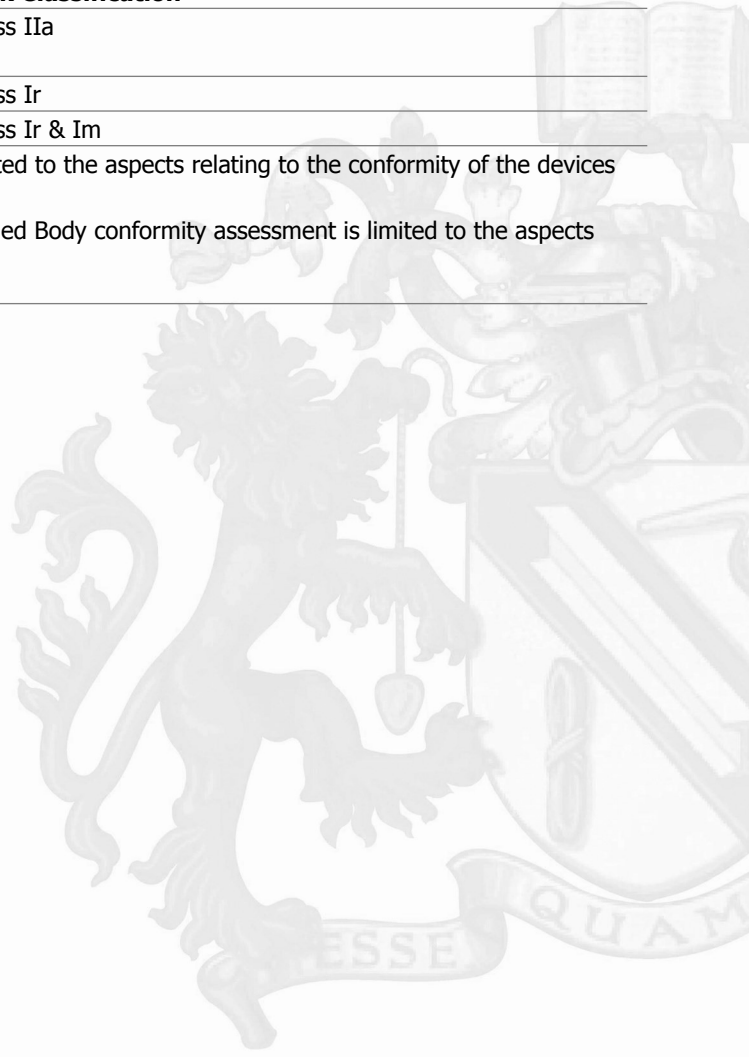 ss IIa
ss Ir
ss Ir & Im
ted to the aspects relating to the conformity of the devices
ed Body conformity assessment is limited to the aspects
ESSE
QUAM